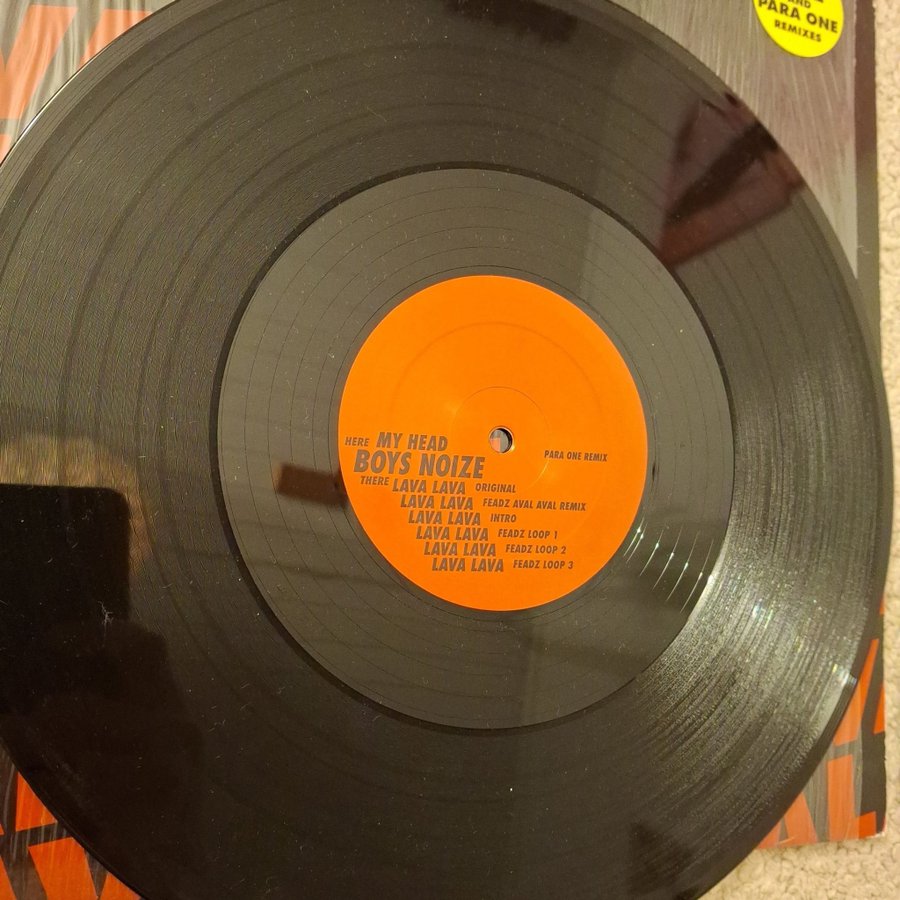 AND
PARA ONE
REMIXES
HERE MY HEAD
PARA ONE REMIX
BOYS NOIZE
THERE LAVA LAVA ORIGINAL
LAVA LAVA FEADZ AVAL AVAL REMIX
LAVA LAVA INTRO
LAVA LAVA FEADZ LOOP 1
LAVA LAVA FEADZ LOOP 2
LAVA LAVA FEADZ LOOP 3